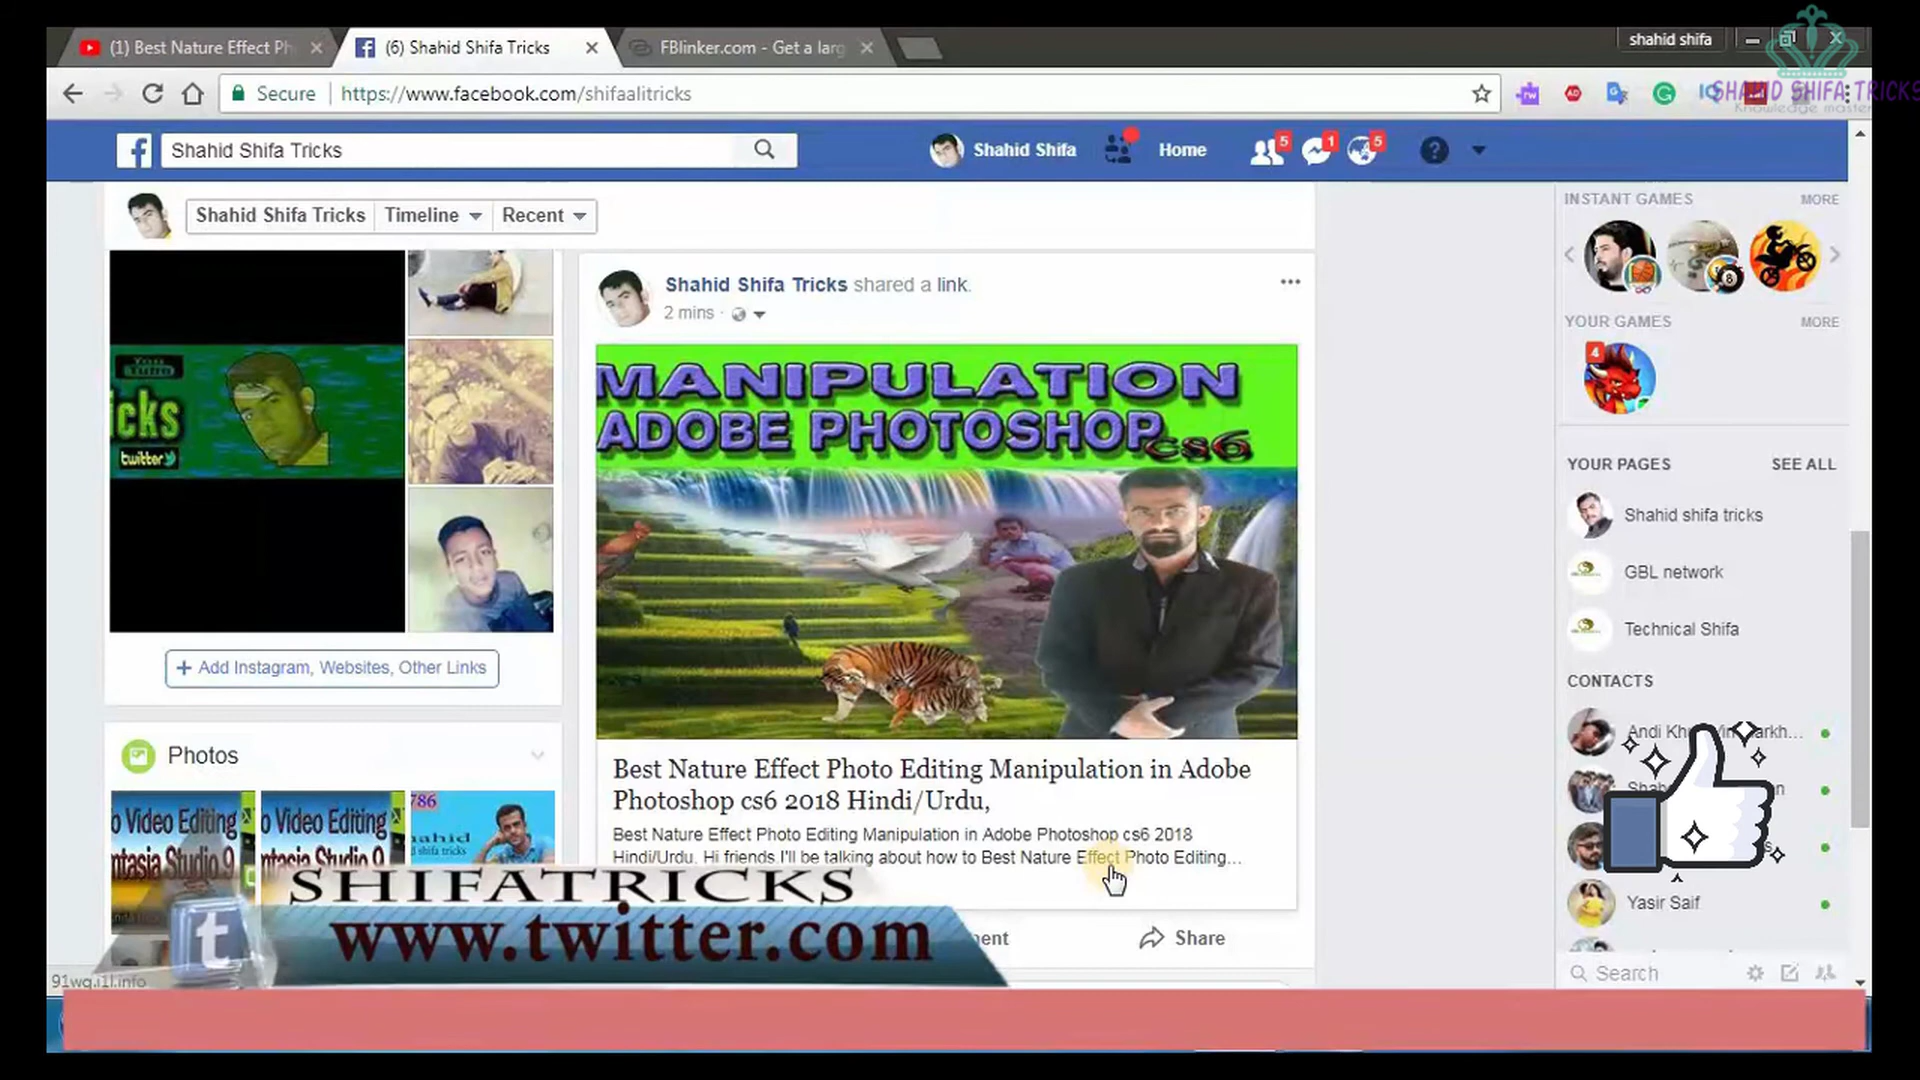 (1) Best Nature Effect Ph
(6) Shahid Shifa Tricks
FBlinker.com - Get a larg
shahid shifa
Secure
https://www.facebook.com/shifaalitricks
SHAHID SHIFA TRICKS
Knowledge master
Shahid Shifa Tricks
Shahid Shifa
Home
5
1
5
Shahid Shifa Tricks
Timeline
Recent
INSTANT GAMES
MORE
Shahid Shifa Tricks shared a link.
2 mins
YOUR GAMES
MORE
4
icks
twitter
MANIPULATION
ADOBE PHOTOSHOP
cs6
YOUR PAGES
SEE ALL
Shahid shifa tricks
GBL network
Technical Shifa
CONTACTS
+ Add Instagram, Websites, Other Links
Photos
Best Nature Effect Photo Editing Manipulation in Adobe
Photoshop cs6 2018 Hindi/Urdu,
Best Nature Effect Photo Editing Manipulation in Adobe Photoshop cs6 2018
Hindi/Urdu, Hi friends I'll be talking about how to Best Nature Effect Photo Editing...
o Video Editing
ntasia Studio 9
o Video Editing
ntasia Studio 9
786
ahid
shifa tricks
Yasir Saif
SHIFATRICKS
www.twitter.com
ent
Share
Search
91wq.i1l.info